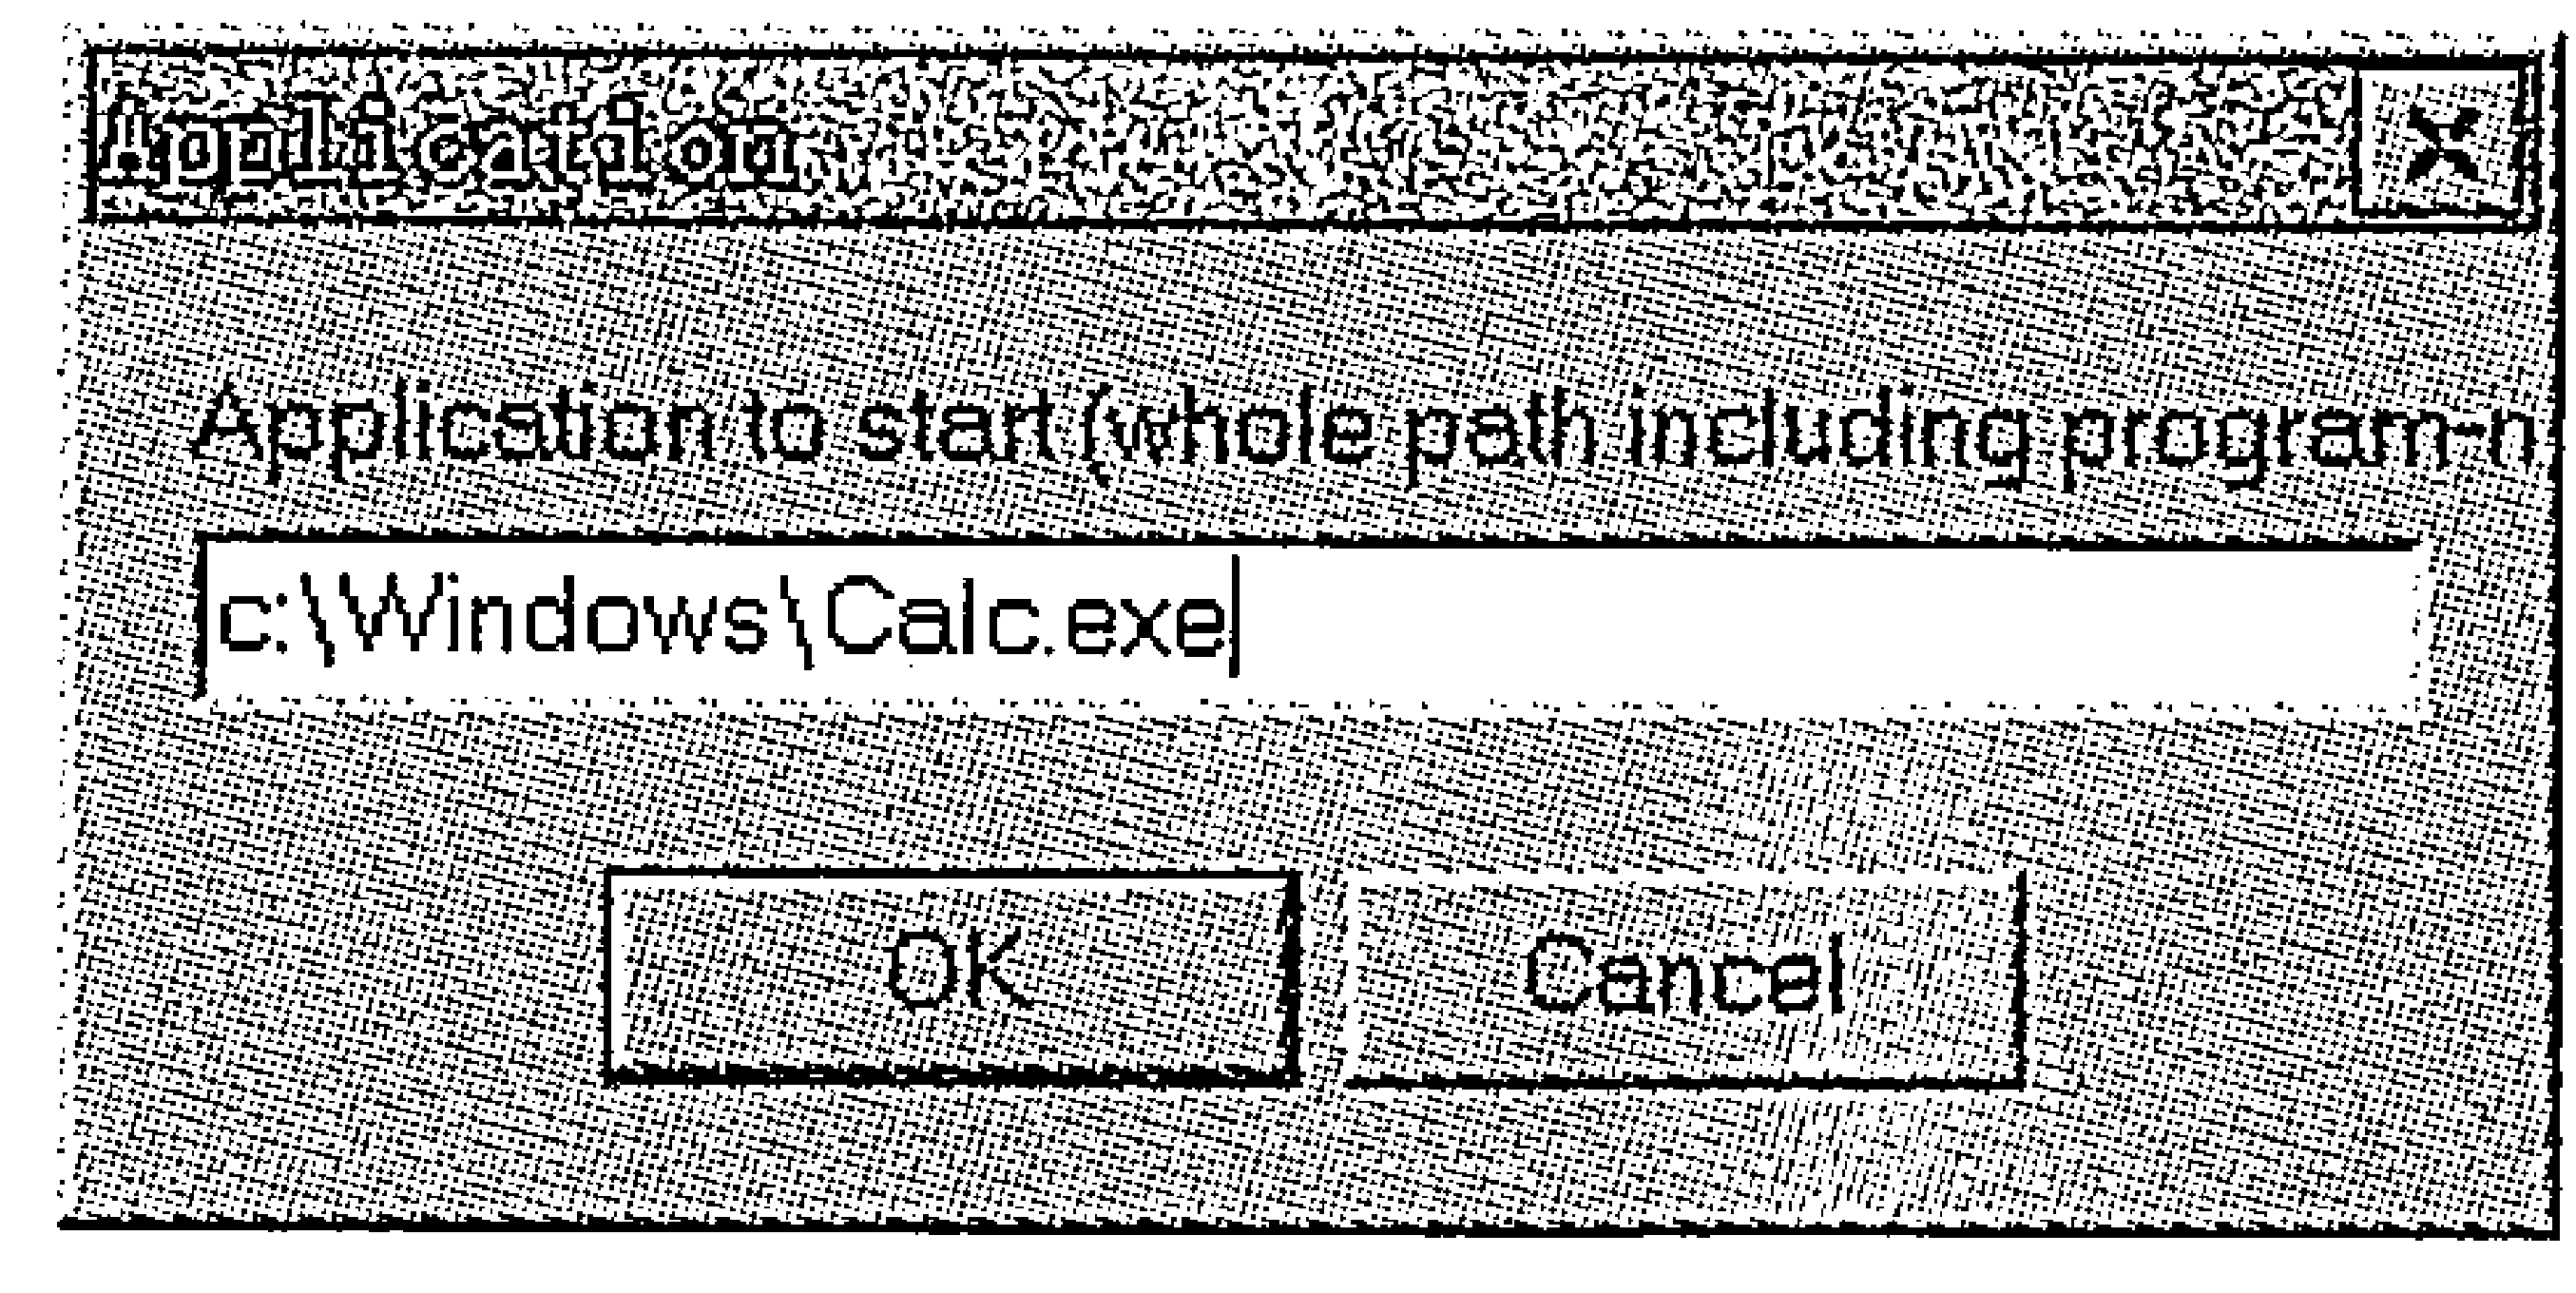 Application
Application to start (whole path including program-n
c:\Windows\Calc.exe
OK Cancel